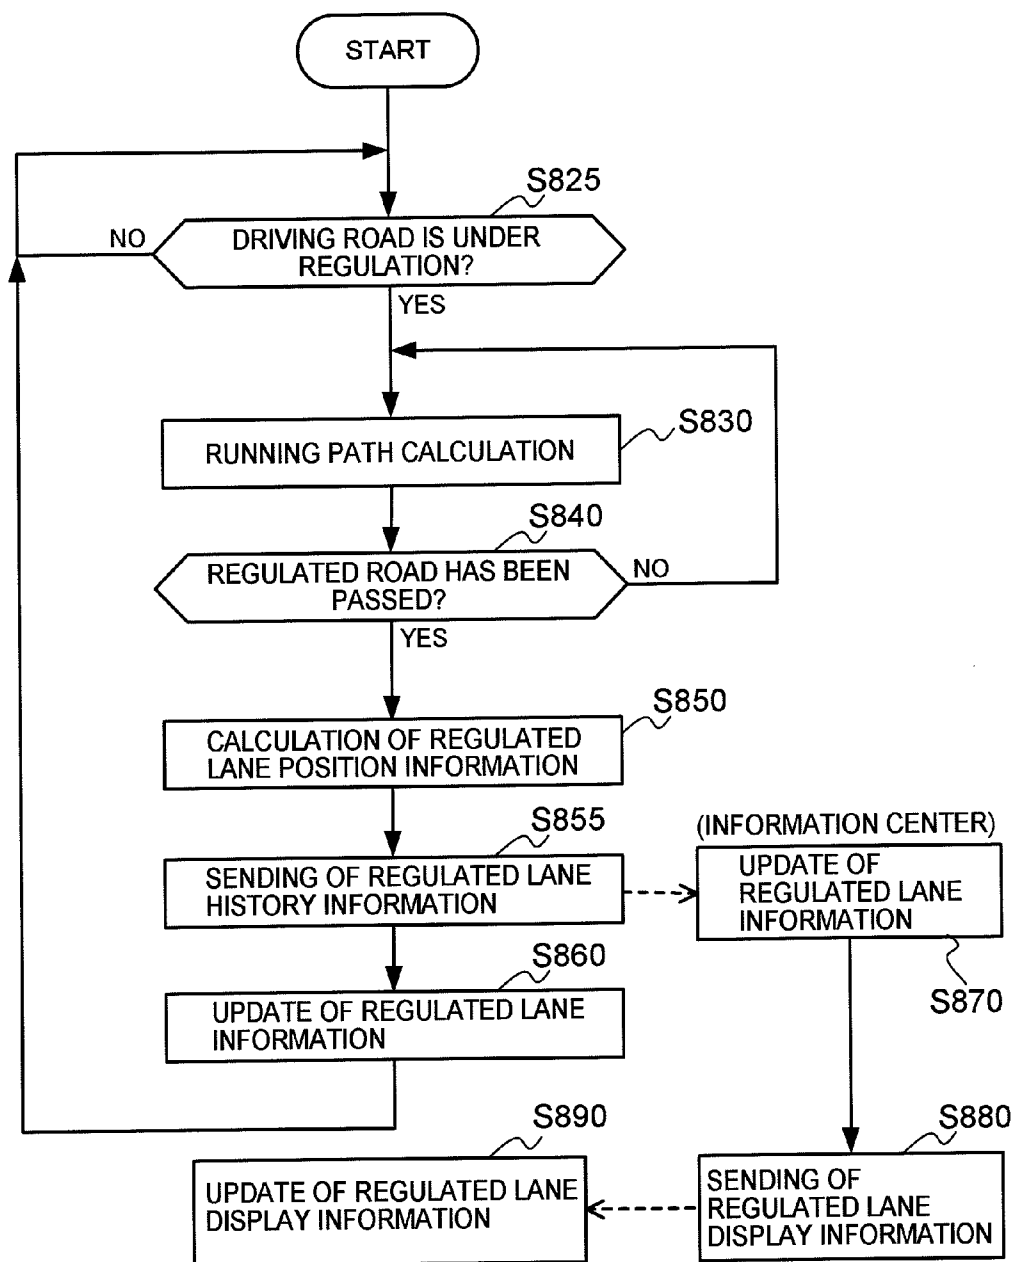 START
S825
NO
DRIVING ROAD IS UNDER
REGULATION?
YES
S830
RUNNING PATH CALCULATION
S840
REGULATED ROAD HAS BEEN
PASSED?
NO
YES
S850
CALCULATION OF REGULATED
LANE POSITION INFORMATION
S855
SENDING OF REGULATED LANE
HISTORY INFORMATION
(INFORMATION CENTER)
UPDATE OF
REGULATED LANE
INFORMATION
S870
S860
UPDATE OF REGULATED LANE
INFORMATION
S890
UPDATE OF REGULATED LANE
DISPLAY INFORMATION
S880
SENDING OF
REGULATED LANE
DISPLAY INFORMATION